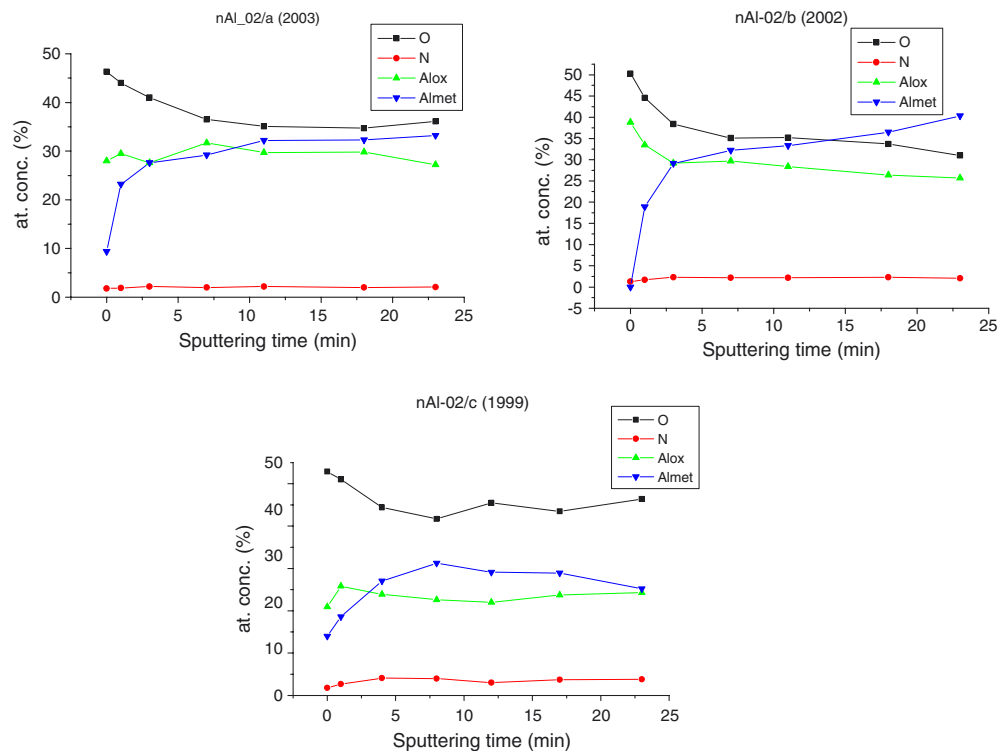 nAl_02/a (2003)
O
N
Alox
Almet
50
40
30
20
10
0
at. conc. (%)
0 5 10 15 20 25
Sputtering time (min)
nAl-02/b (2002)
O
N
Alox
Almet
50
45
40
35
30
25
20
15
10
5
0
-5
at. conc. (%)
0 5 10 15 20 25
Sputtering time (min)
nAl-02/c (1999)
O
N
Alox
Almet
50
40
30
20
10
0
at. conc. (%)
0 5 10 15 20 25
Sputtering time (min)